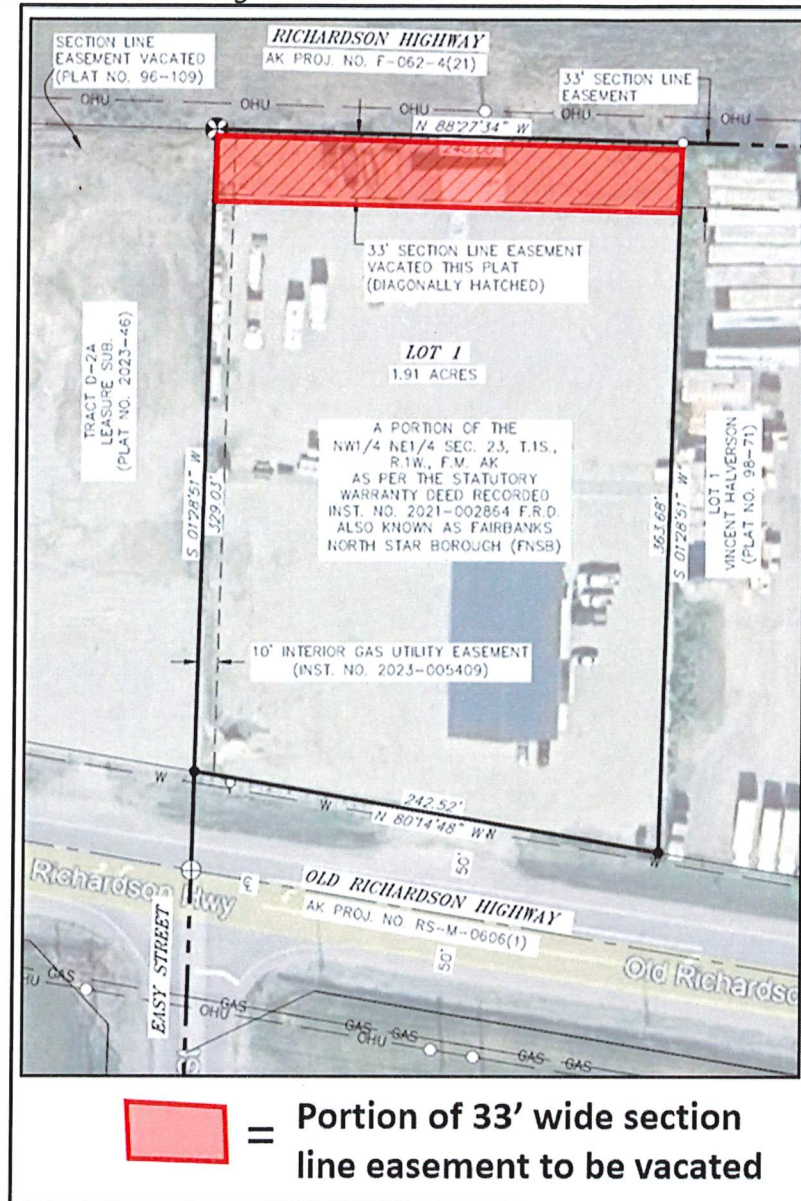 SECTION LINE
EASEMENT VACATED
(PLAT NO. 96-109)
RICHARDSON HIGHWAY
AK PROJ. NO. F-062-4(21)
33' SECTION LINE
EASEMENT
OHU
OHU
OHU
OHU
OHU
N 88°27'34" W
33' SECTION LINE EASEMENT
VACATED THIS PLAT
(DIAGONALLY HATCHED)
TRACT D-2A
LEASURE SUB.
(PLAT NO. 2023-46)
LOT 1
1.91 ACRES
A PORTION OF THE
NW1/4 NE1/4 SEC. 23, T.1S.,
R.1W., F.M. AK
AS PER THE STATUTORY
WARRANTY DEED RECORDED
INST. NO. 2021-002864 F.R.D.
ALSO KNOWN AS FAIRBANKS
NORTH STAR BOROUGH (FNSB)
S 01°28'51" W
329.03'
363.68'
S 01°28'51" W
LOT 1
VINCENT HALVERSON
(PLAT NO. 98-71)
10' INTERIOR GAS UTILITY EASEMENT
(INST. NO. 2023-005409)
W
W
242.52'
N 80°14'48" W
W
W
50'
Richardson Hwy
OLD RICHARDSON HIGHWAY
AK PROJ. NO. RS-M-0606(1)
50'
Old Richardso
EASY STREET
HU
GAS
GAS
OHU
GAS
GAS
OHU
GAS
GAS
= Portion of 33' wide section
line easement to be vacated